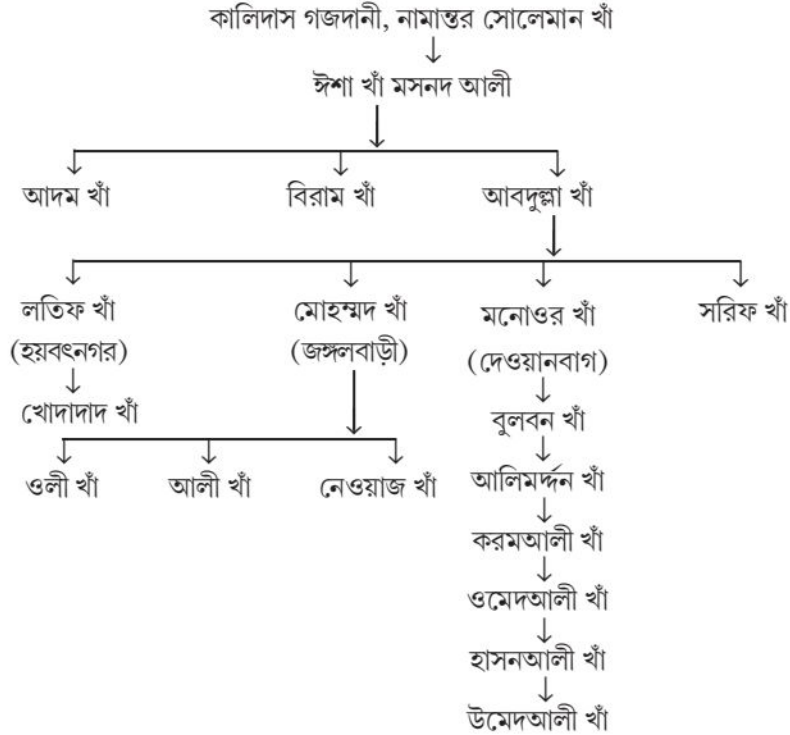 কালিদাস গজদানী, নামান্তর সোলেমান খাঁ
ঈশা খাঁ মসনদ আলী
আদম খাঁ বিরাম খাঁ আবদুল্লা খাঁ
লতিফ খাঁ মোহম্মদ খাঁ মনোওর খাঁ সরিফ খাঁ
(হয়বৎনগর) (জঙ্গলবাড়ী) (দেওয়ানবাগ)
খোদাদাদ খাঁ বুলবন খাঁ
ওলী খাঁ আলী খাঁ নেওয়াজ খাঁ আলিমর্দ্দন খাঁ
করমআলী খাঁ
ওমেদআলী খাঁ
হাসনআলী খাঁ
উমেদআলী খাঁ